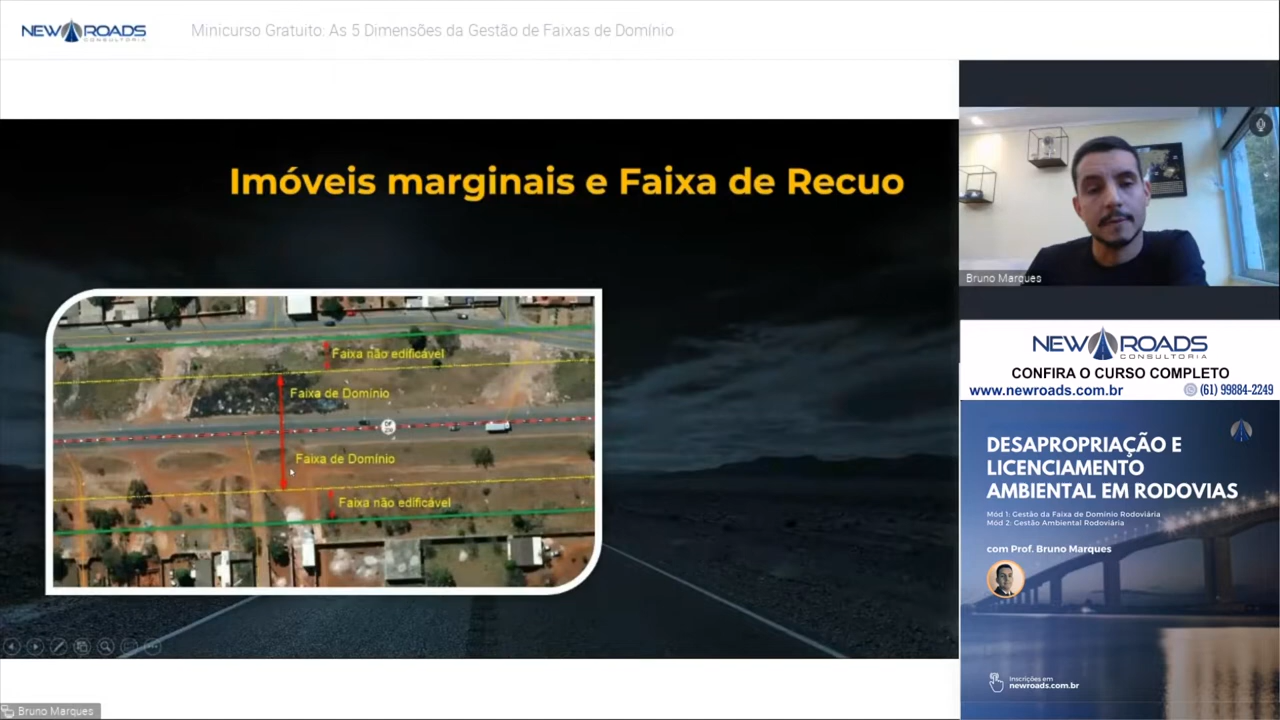 NEW ROADS
CONSULTORIA
Minicurso Gratuito: As 5 Dimensões da Gestão de Faixas de Domínio
Imóveis marginais e Faixa de Recuo
Faixa não edificável
Faixa de Domínio
Faixa de Domínio
Faixa não edificável
Bruno Marques
NEW ROADS
CONSULTORIA
CONFIRA O CURSO COMPLETO
www.newroads.com.br (61) 99884-2249
DESAPROPRIAÇÃO E
LICENCIAMENTO
AMBIENTAL EM RODOVIAS
Mód 1: Gestão da Faixa de Domínio Rodoviária
Mód 2: Gestão Ambiental Rodoviária
com Prof. Bruno Marques
Inscrições em
newroads.com.br
Bruno Marques